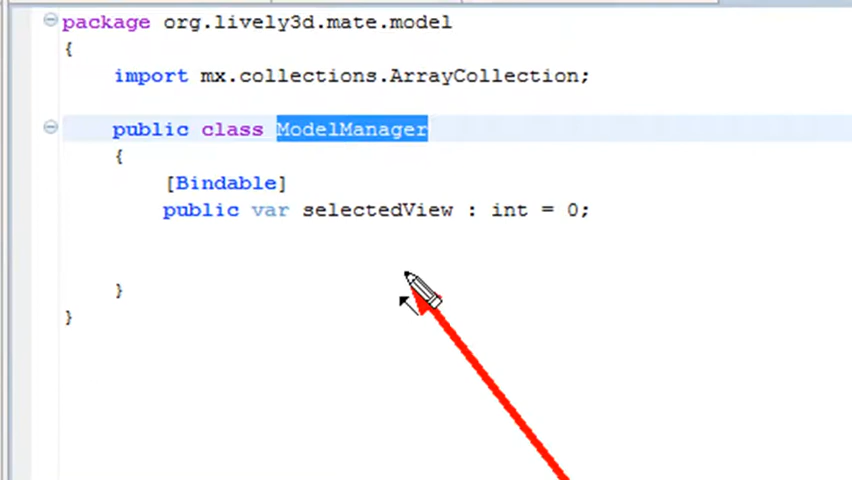 package org.lively3d.mate.model
{
import mx.collections.ArrayCollection;
public class ModelManager
{
[Bindable]
public var selectedView : int = 0;
}
}